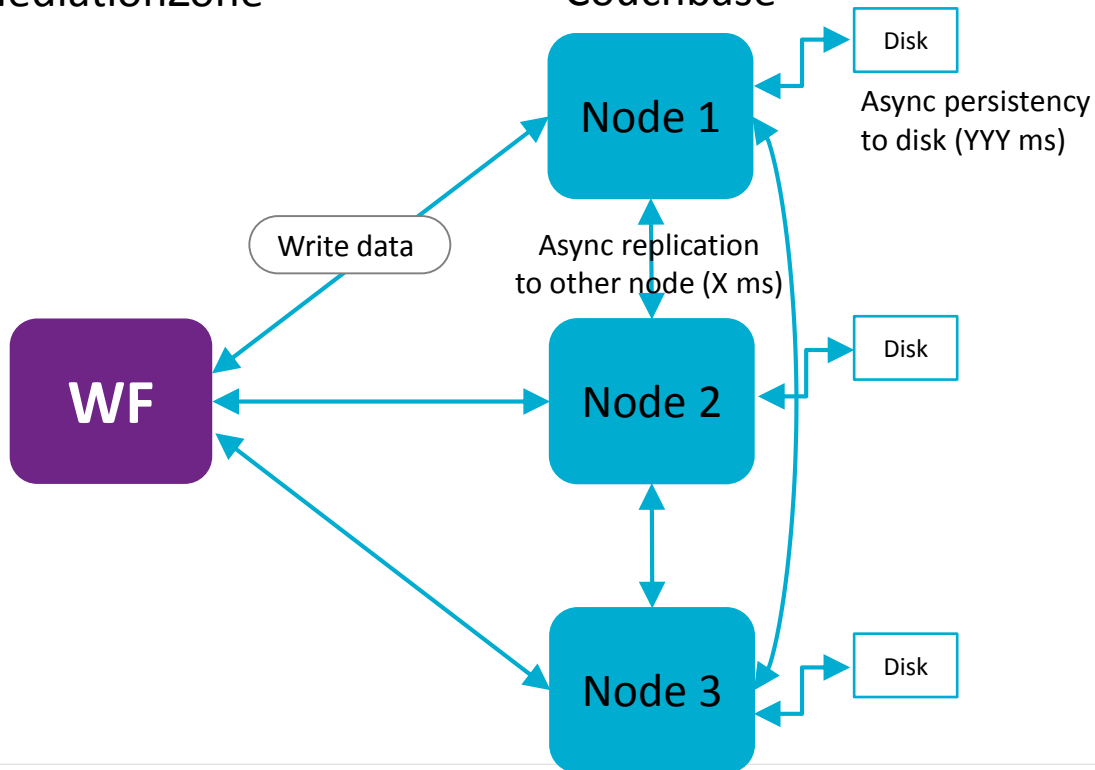 Couchbase
Disk
Node 1
Async persistency
to disk (YYY ms)
Write data
Async replication
to other node (X ms)
Disk
WF
Node 2
Disk
Node 3